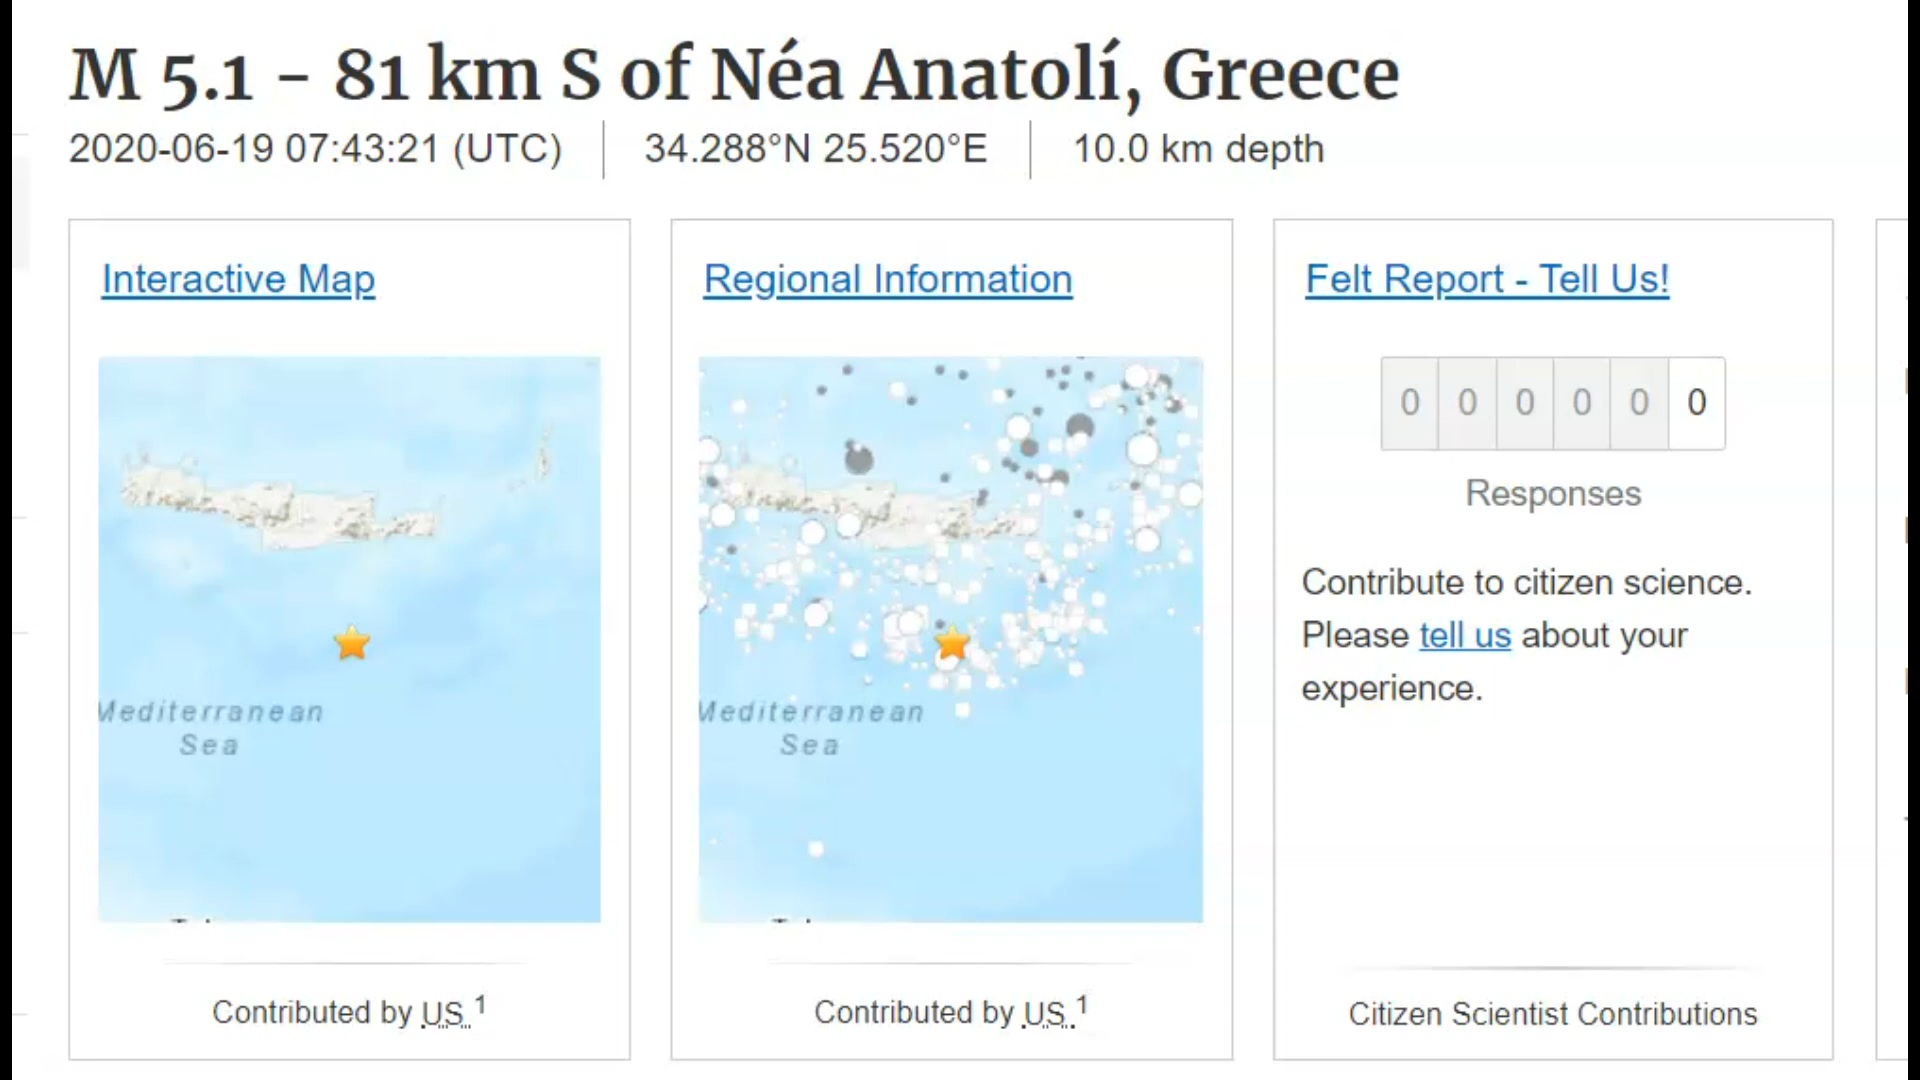 M 5.1 - 81 km S of Néa Anatolí, Greece
2020-06-19 07:43:21 (UTC)
34.288°N 25.520°E
10.0 km depth
Interactive Map
Mediterranean
Sea
Contributed by US 1
Regional Information
Mediterranean
Sea
Contributed by US 1
Felt Report - Tell Us!
0 0 0 0 0 0
Responses
Contribute to citizen science.
Please tell us about your
experience.
Citizen Scientist Contributions